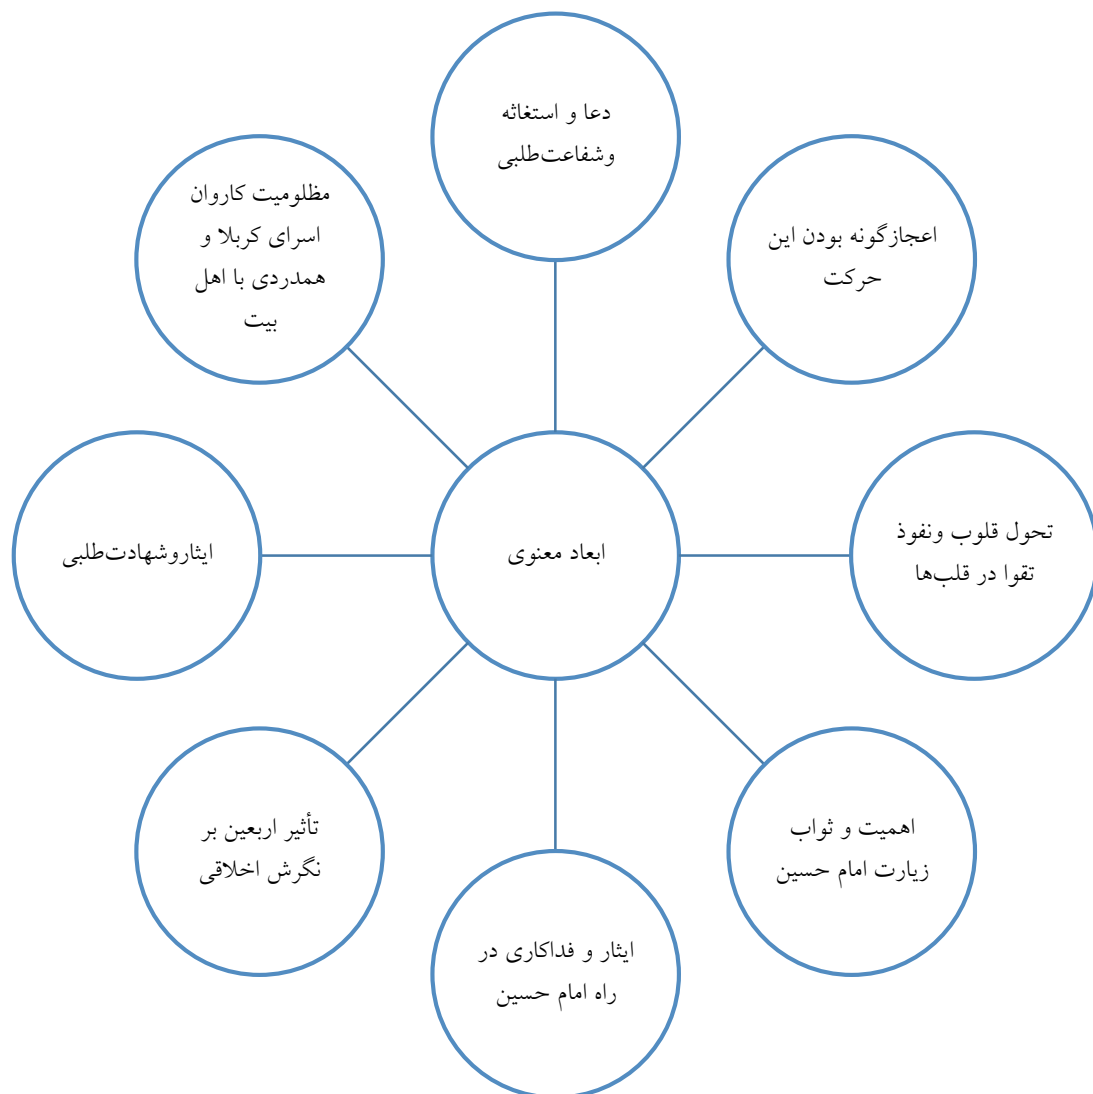 دعا و استغاثه
وشفاعت‌طلبی
اعجازگونه بودن این
حرکت
تحول قلوب ونفوذ
تقوا در قلب‌ها
اهمیت و ثواب
زیارت امام حسین
ایثار و فداکاری در
راه امام حسین
تأثیر اربعین بر
نگرش اخلاقی
ایثاروشهادت‌طلبی
مظلومیت کاروان
اسرای کربلا و
همدردی با اهل
بیت
ابعاد معنوی